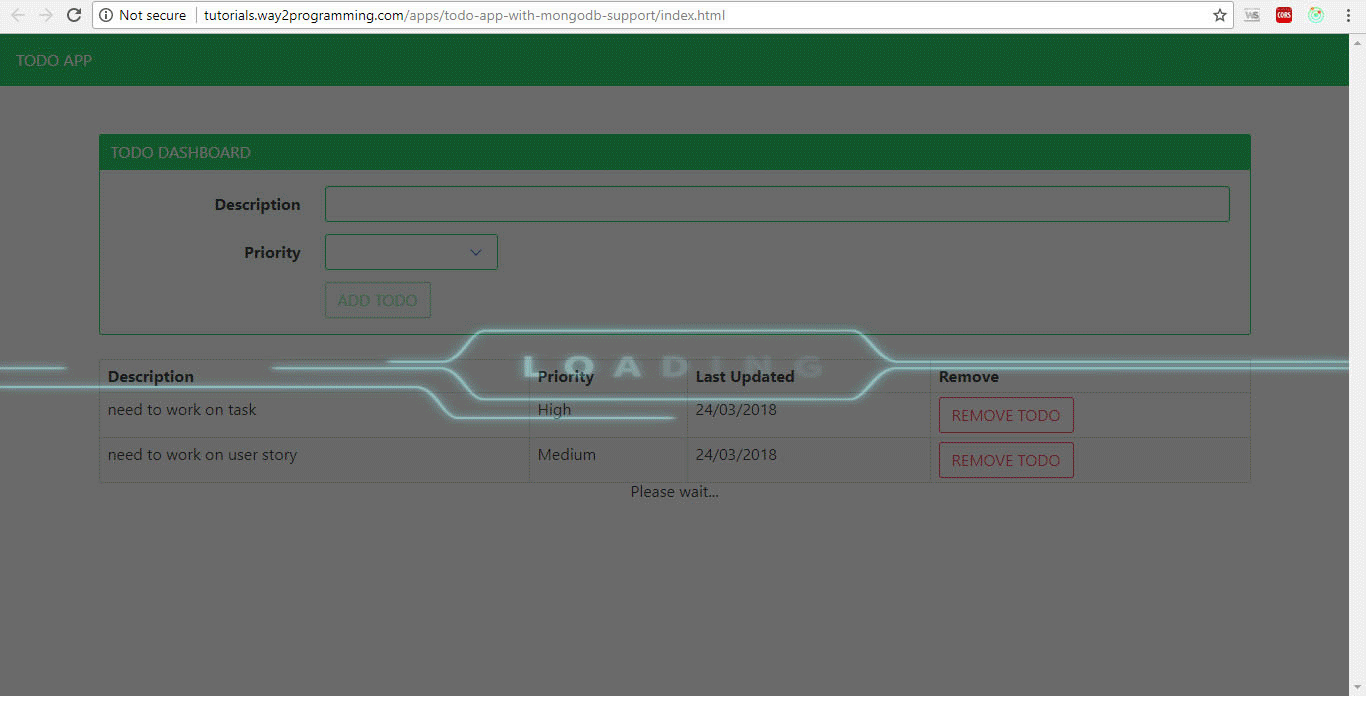 Not secure tutorials.way2programming.com/apps/todo-app-with-mongodb-support/index.html WS CORS
TODO APP
TODO DASHBOARD
Description
Priority
ADD TODO
LOADING
Description Priority Last Updated Remove
need to work on task High 24/03/2018 REMOVE TODO
need to work on user story Medium 24/03/2018 REMOVE TODO
Please wait...